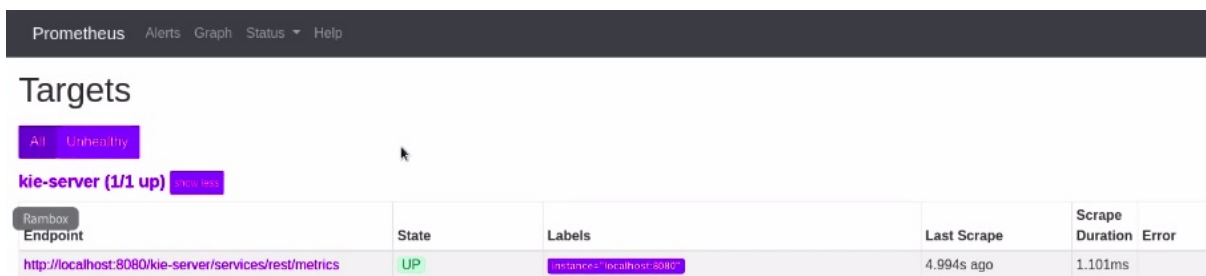 Prometheus Alerts Graph Status Help
Targets
All Unhealthy
kie-server (1/1 up) show less
Rambox
Endpoint State Labels Last Scrape Scrape Duration Error
http://localhost:8080/kie-server/services/rest/metrics UP instance="localhost:8080" 4.994s ago 1.101ms